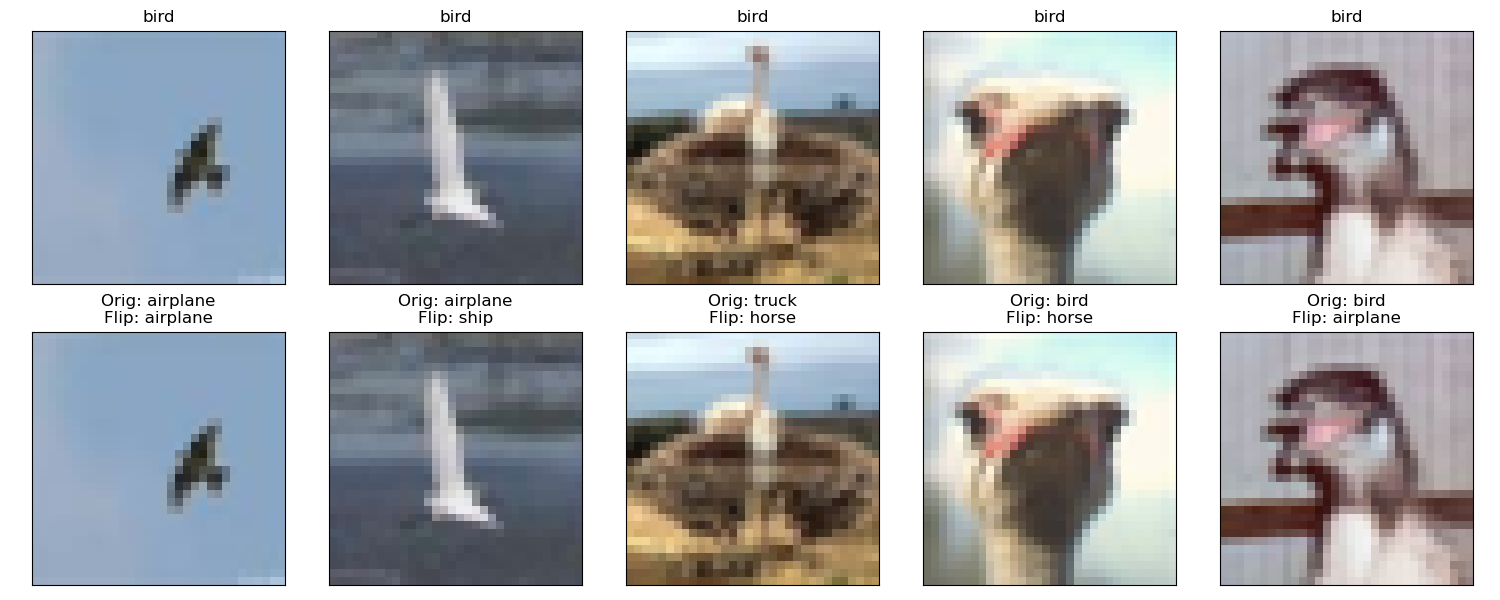 bird
bird
bird
bird
bird
Orig: airplane
Flip: airplane
Orig: airplane
Flip: ship
Orig: truck
Flip: horse
Orig: bird
Flip: horse
Orig: bird
Flip: airplane